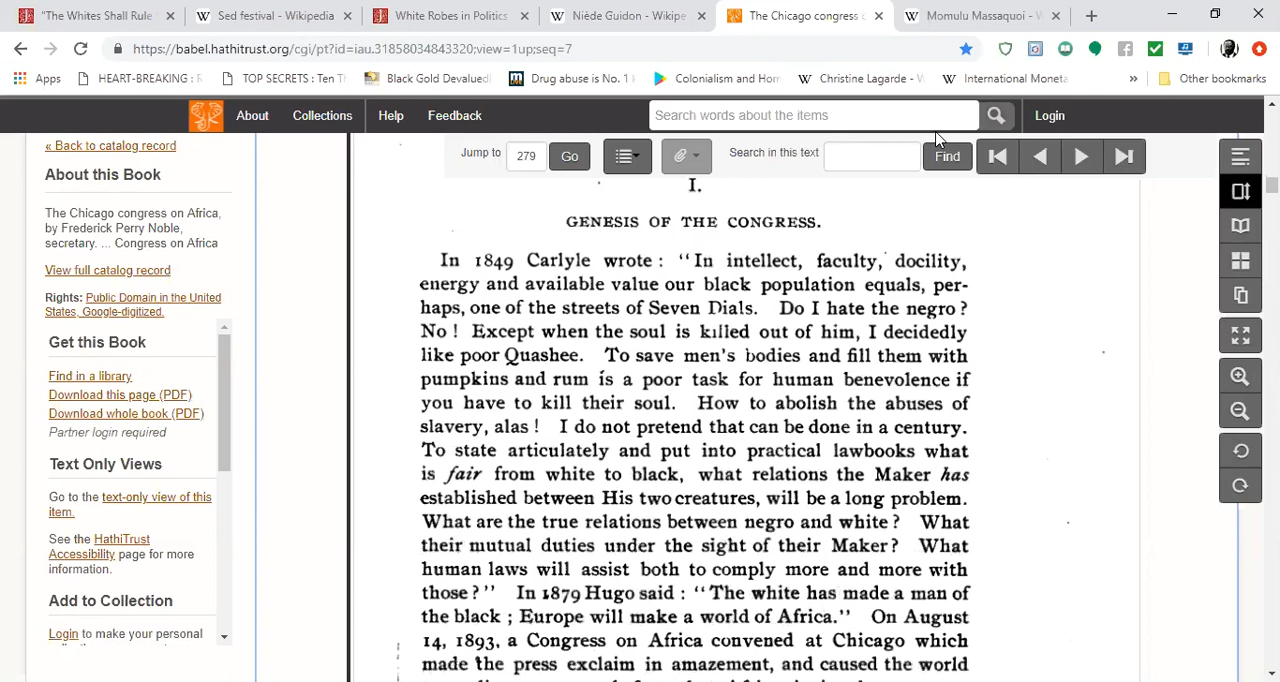 "The Whites Shall Rule
Sed festival - Wikipedia
White Robes in Politics
Niède Guidon - Wikipe
The Chicago congress o
Momulu Massaquoi - W
https://babel.hathitrust.org/cgi/pt?id=iau.31858034843320;view=1up;seq=7
Apps
HEART-BREAKING : R
TOP SECRETS : Ten Th
Black Gold Devalued
Drug abuse is No. 1
Colonialism and Hom
Christine Lagarde - W
International Moneta
»
Other bookmarks
About
Collections
Help
Feedback
Search words about the items
Login
« Back to catalog record
Jump to
279
Go
Search in this text
Find
About this Book
The Chicago congress on Africa,
by Frederick Perry Noble,
secretary. ... Congress on Africa
View full catalog record
Rights: Public Domain in the United
States, Google-digitized.
Get this Book
Find in a library
Download this page (PDF)
Download whole book (PDF)
Partner login required
Text Only Views
Go to the text-only view of this
item.
See the HathiTrust
Accessibility page for more
information.
Add to Collection
Login to make your personal
I.
GENESIS OF THE CONGRESS.
In 1849 Carlyle wrote : "In intellect, faculty, docility,
energy and available value our black population equals, per-
haps, one of the streets of Seven Dials. Do I hate the negro?
No! Except when the soul is killed out of him, I decidedly
like poor Quashee. To save men's bodies and fill them with
pumpkins and rum is a poor task for human benevolence if
you have to kill their soul. How to abolish the abuses of
slavery, alas! I do not pretend that can be done in a century.
To state articulately and put into practical lawbooks what
is fair from white to black, what relations the Maker has
established between His two creatures, will be a long problem.
What are the true relations between negro and white? What
their mutual duties under the sight of their Maker? What
human laws will assist both to comply more and more with
those?" In 1879 Hugo said : "The white has made a man of
the black ; Europe will make a world of Africa." On August
14, 1893, a Congress on Africa convened at Chicago which
made the press exclaim in amazement, and caused the world